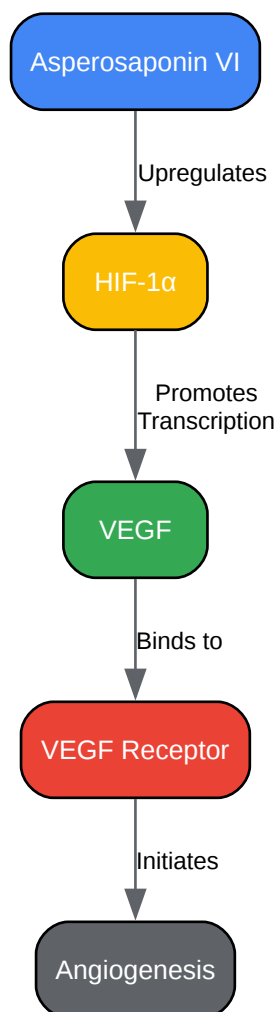 Asperosaponin VI
Upregulates
HIF-1α
Promotes
Transcription
VEGF
Binds to
VEGF Receptor
Initiates
Angiogenesis